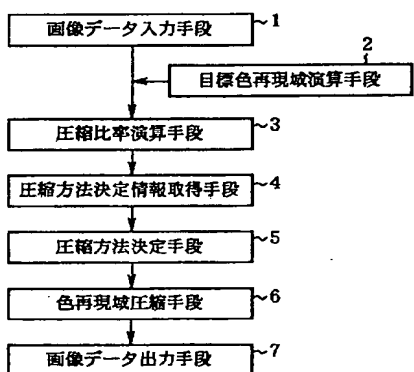 画像データ入力手段 ~1
2
目標色再現域演算手段
圧縮比率演算手段 ~3
圧縮方法決定情報取得手段 ~4
圧縮方法決定手段 ~5
色再現域圧縮手段 ~6
画像データ出力手段 ~7